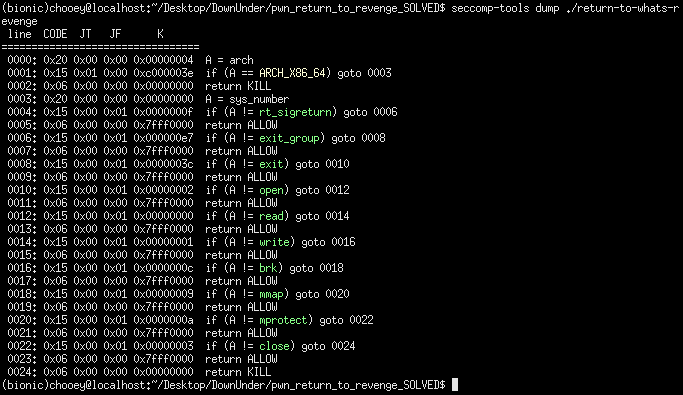 (bionic)chooey@localhost:~/Desktop/DownUnder/pwn_return_to_revenge_SOLVED$ seccomp-tools dump ./return-to-whats-r
evenge
 line  CODE  JT   JF      K
=================================
 0000: 0x20 0x00 0x00 0x00000004  A = arch
 0001: 0x15 0x01 0x00 0xc000003e  if (A == ARCH_X86_64) goto 0003
 0002: 0x06 0x00 0x00 0x00000000  return KILL
 0003: 0x20 0x00 0x00 0x00000000  A = sys_number
 0004: 0x15 0x00 0x01 0x0000000f  if (A != rt_sigreturn) goto 0006
 0005: 0x06 0x00 0x00 0x7fff0000  return ALLOW
 0006: 0x15 0x00 0x01 0x000000e7  if (A != exit_group) goto 0008
 0007: 0x06 0x00 0x00 0x7fff0000  return ALLOW
 0008: 0x15 0x00 0x01 0x0000003c  if (A != exit) goto 0010
 0009: 0x06 0x00 0x00 0x7fff0000  return ALLOW
 0010: 0x15 0x00 0x01 0x00000002  if (A != open) goto 0012
 0011: 0x06 0x00 0x00 0x7fff0000  return ALLOW
 0012: 0x15 0x00 0x01 0x00000000  if (A != read) goto 0014
 0013: 0x06 0x00 0x00 0x7fff0000  return ALLOW
 0014: 0x15 0x00 0x01 0x00000001  if (A != write) goto 0016
 0015: 0x06 0x00 0x00 0x7fff0000  return ALLOW
 0016: 0x15 0x00 0x01 0x0000000c  if (A != brk) goto 0018
 0017: 0x06 0x00 0x00 0x7fff0000  return ALLOW
 0018: 0x15 0x00 0x01 0x00000009  if (A != mmap) goto 0020
 0019: 0x06 0x00 0x00 0x7fff0000  return ALLOW
 0020: 0x15 0x00 0x01 0x0000000a  if (A != mprotect) goto 0022
 0021: 0x06 0x00 0x00 0x7fff0000  return ALLOW
 0022: 0x15 0x00 0x01 0x00000003  if (A != close) goto 0024
 0023: 0x06 0x00 0x00 0x7fff0000  return ALLOW
 0024: 0x06 0x00 0x00 0x00000000  return KILL
(bionic)chooey@localhost:~/Desktop/DownUnder/pwn_return_to_revenge_SOLVED$